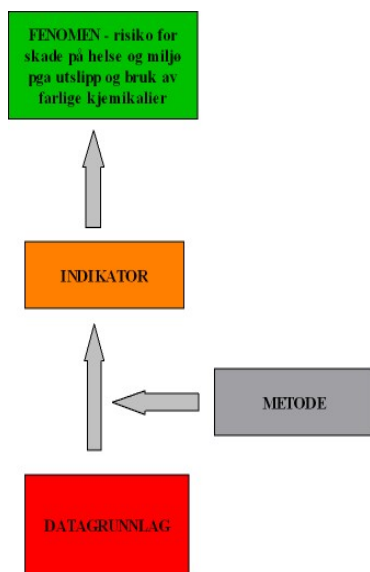 FENOMEN - risiko for
skade på helse og miljø
pga utslipp og bruk av
farlige kjemikalier
INDIKATOR
METODE
DATAGRUNNLAG